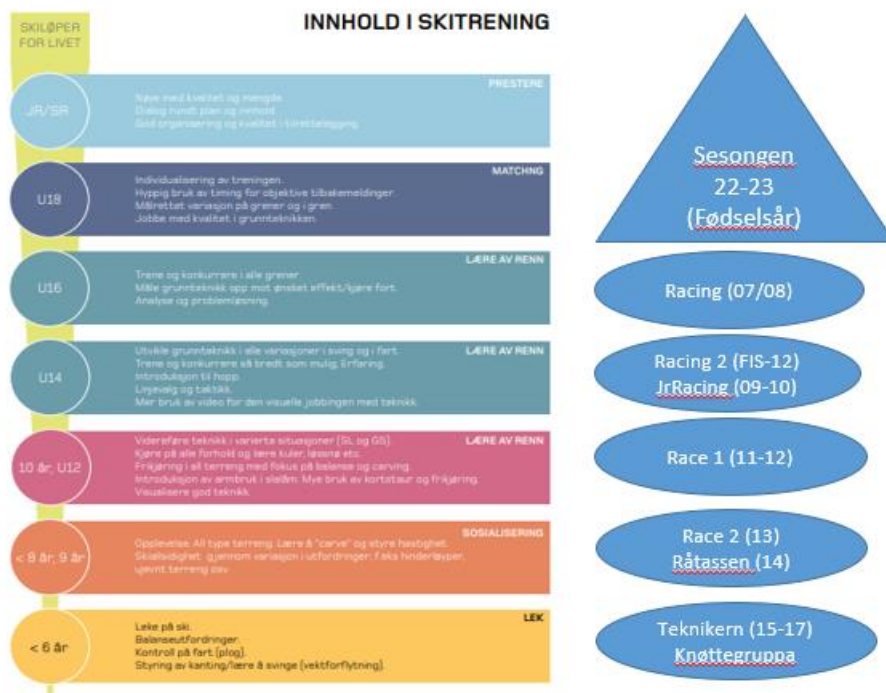 SKILØPER
FOR LIVET
INNHOLD I SKITRENING
PRESTERE
JR/SR
Nøye med kvalitet og mengde
Dialog rundt plan og innhold
God organisering og kvalitet i tilrettelegging.
MATCHNG
U18
Individualisering av treningen.
Hyppig bruk av timing for objektive tilbakemeldinger.
Målrettet variasjon på grener og i gren.
Jobbe med kvalitet i grunnteknikken.
LÆRE AV RENN
U16
Trene og konkurrere i alle grener
Måle grunnteknikk opp mot ønsket effekt/kjøre fort.
Analyse og problemløsning.
LÆRE AV RENN
U14
Utvikle grunnteknikk i alle variasjoner i sving og i fart.
Trene og konkurrere så bredt som mulig. Erfaring.
Introduksjon til hopp.
Linjevalg og taktikk.
Mer bruk av video for den visuelle jobbingen med teknikk.
LÆRE AV RENN
10 år, U12
Videreføre teknikk i varierte situasjoner (SL og GS).
Kjøre på alle forhold og lære kuler, løssnø etc.
Frikjøring i all terreng med fokus på balanse og carving.
Introduksjon av armbruk i slalåm. Mye bruk av kortstaur og frikjøring.
Visualisere god teknikk.
SOSIALISERING
< 8 år, 9 år
Opplevelse. All type terreng. Lære å "carve" og styre hastighet.
Skiallsidighet gjennom variasjon i utfordringer, f.eks hinderløyper,
ujevnt terreng osv
LEK
< 6 år
Leke på ski.
Balanseutfordringer.
Kontroll på fart (plog).
Styring av kanting/lære å svinge (vektforflytning).
Sesongen
22-23
(Fødselsår)
Racing (07/08)
Racing 2 (FIS-12)
JrRacing (09-10)
Race 1 (11-12)
Race 2 (13)
Råtassen (14)
Teknikern (15-17)
Knøttegruppa